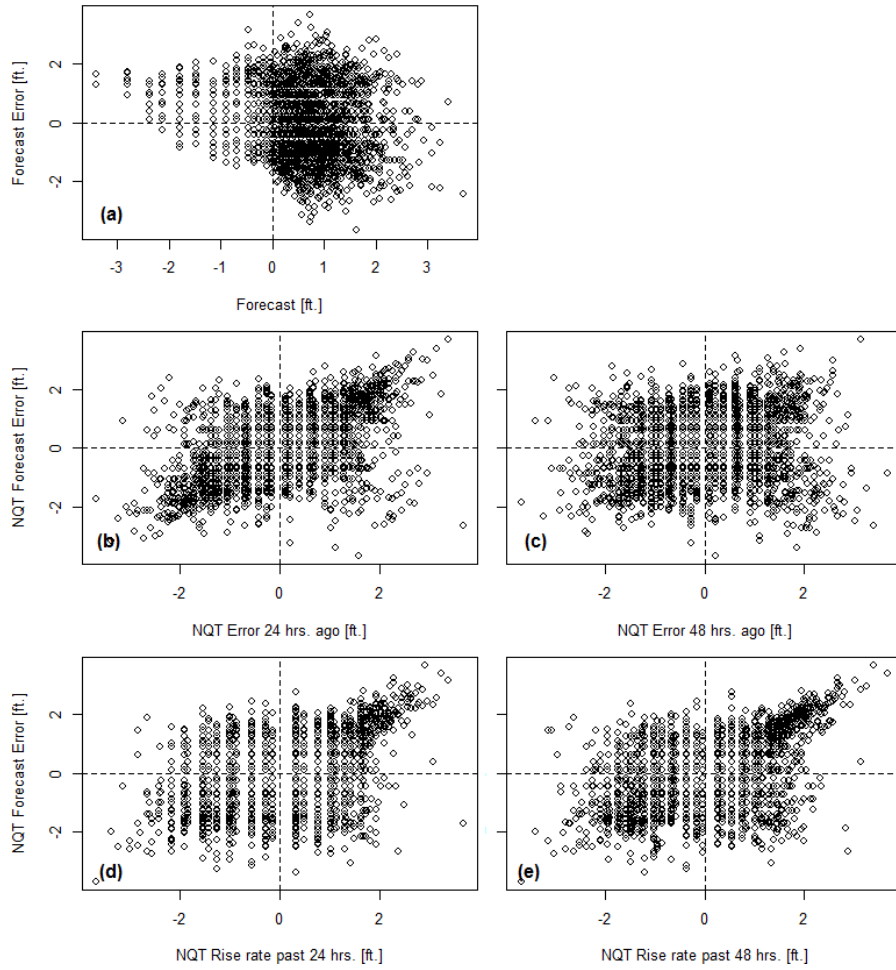 Forecast Error [ft.]
2
0
-2
(a)
-3 -2 -1 0 1 2 3
Forecast [ft.]
NQT Forecast Error [ft.]
2
0
-2
(b)
(c)
-2 0 2
-2 0 2
NQT Error 24 hrs. ago [ft.]
NQT Error 48 hrs. ago [ft.]
NQT Forecast Error [ft.]
2
0
-2
(d)
(e)
-2 0 2
-2 0 2
NQT Rise rate past 24 hrs. [ft.]
NQT Rise rate past 48 hrs. [ft.]